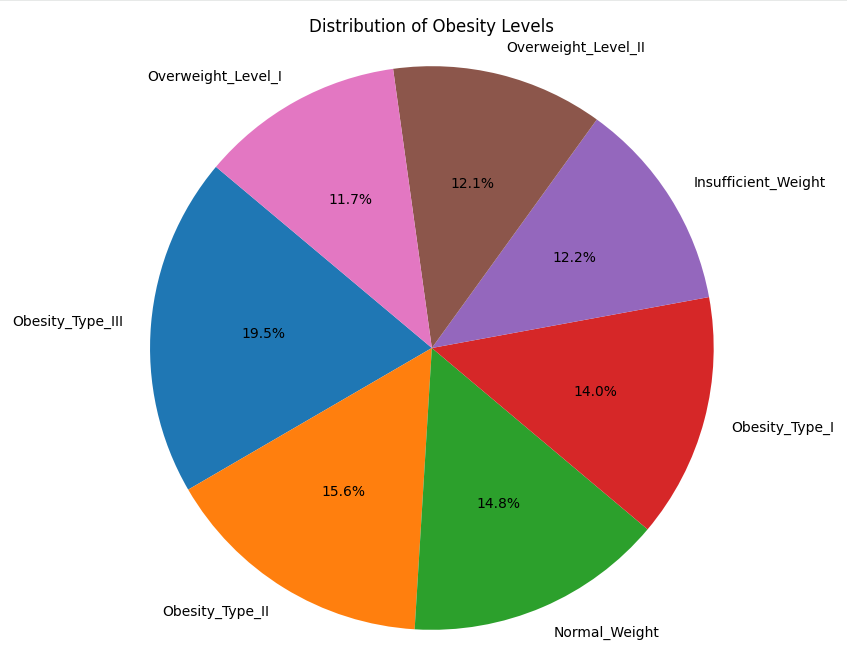 Distribution of Obesity Levels
Overweight_Level_II
Overweight_Level_I
Insufficient_Weight
12.1%
11.7%
12.2%
Obesity_Type_III
19.5%
14.0%
Obesity_Type_I
15.6%
14.8%
Obesity_Type_II
Normal_Weight